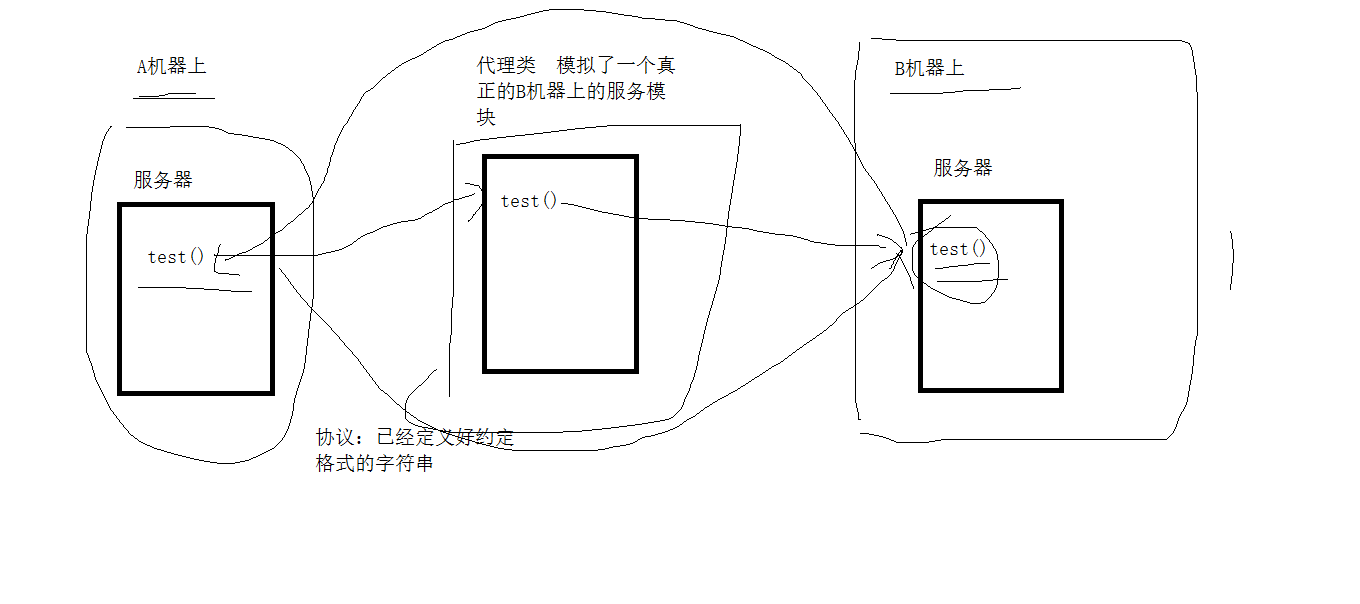 A机器上
服务器
test()
代理类 模拟了一个真
正的B机器上的服务模
块
test()
协议：已经定义好约定
格式的字符串
B机器上
服务器
test()